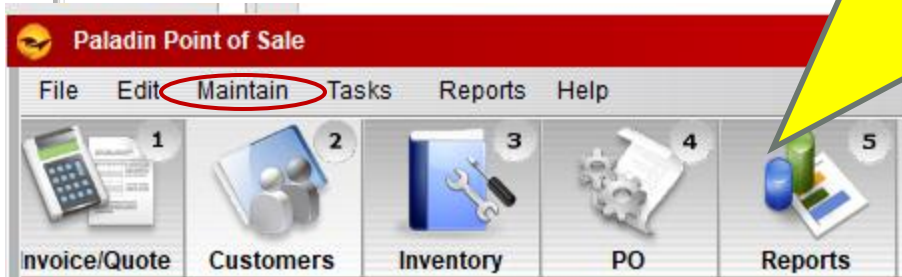 Paladin Point of Sale
File Edit Maintain Tasks Reports Help
1 2 3 4 5
Invoice/Quote Customers Inventory PO Reports